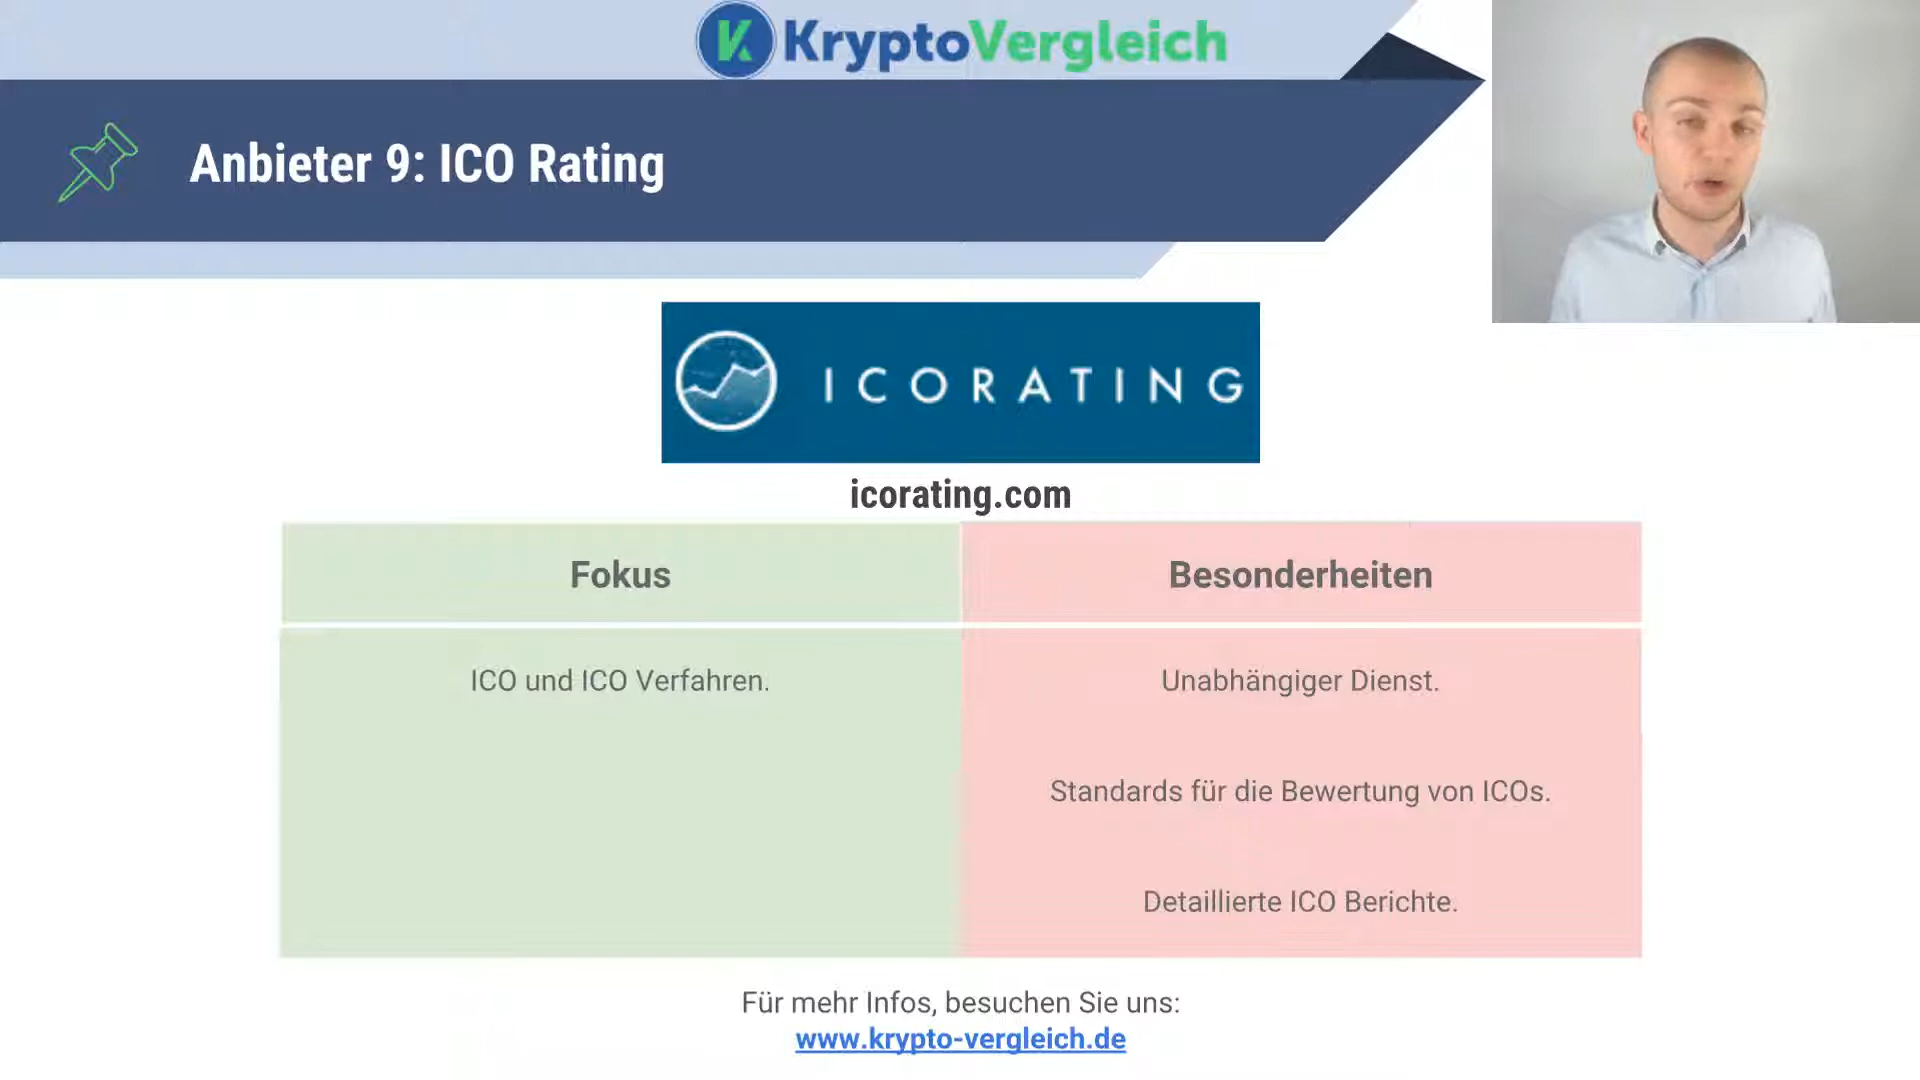 KryptoVergleich
Anbieter 9: ICO Rating
ICORATING
icorating.com
Fokus
Besonderheiten
ICO und ICO Verfahren.
Unabhängiger Dienst.
Standards für die Bewertung von ICOs.
Detaillierte ICO Berichte.
Für mehr Infos, besuchen Sie uns:
www.krypto-vergleich.de